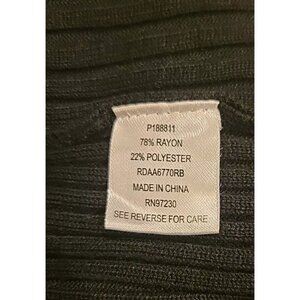 P188811
78% RAYON
22% POLYESTER
RDAA6770RB
MADE IN CHINA
RN97230
SEE REVERSE FOR CARE